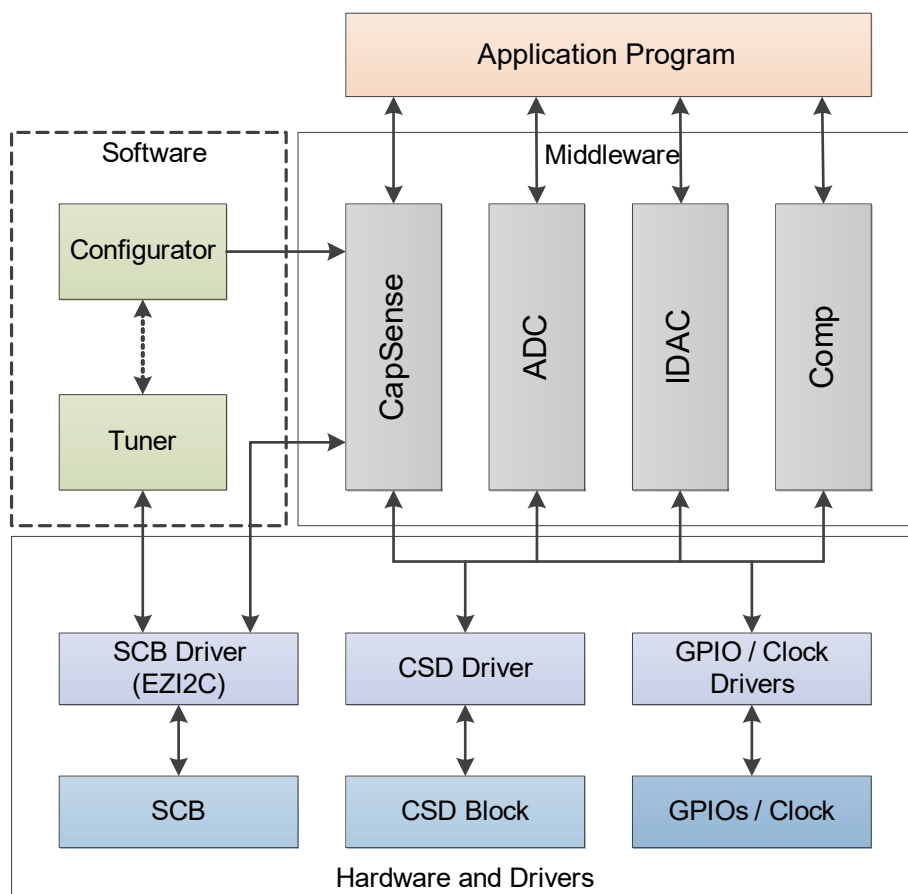 Application Program
Software
Middleware
Configurator
Tuner
CapSense
ADC
IDAC
Comp
SCB Driver
(EZI2C)
CSD Driver
GPIO / Clock
Drivers
SCB
CSD Block
GPIOs / Clock
Hardware and Drivers